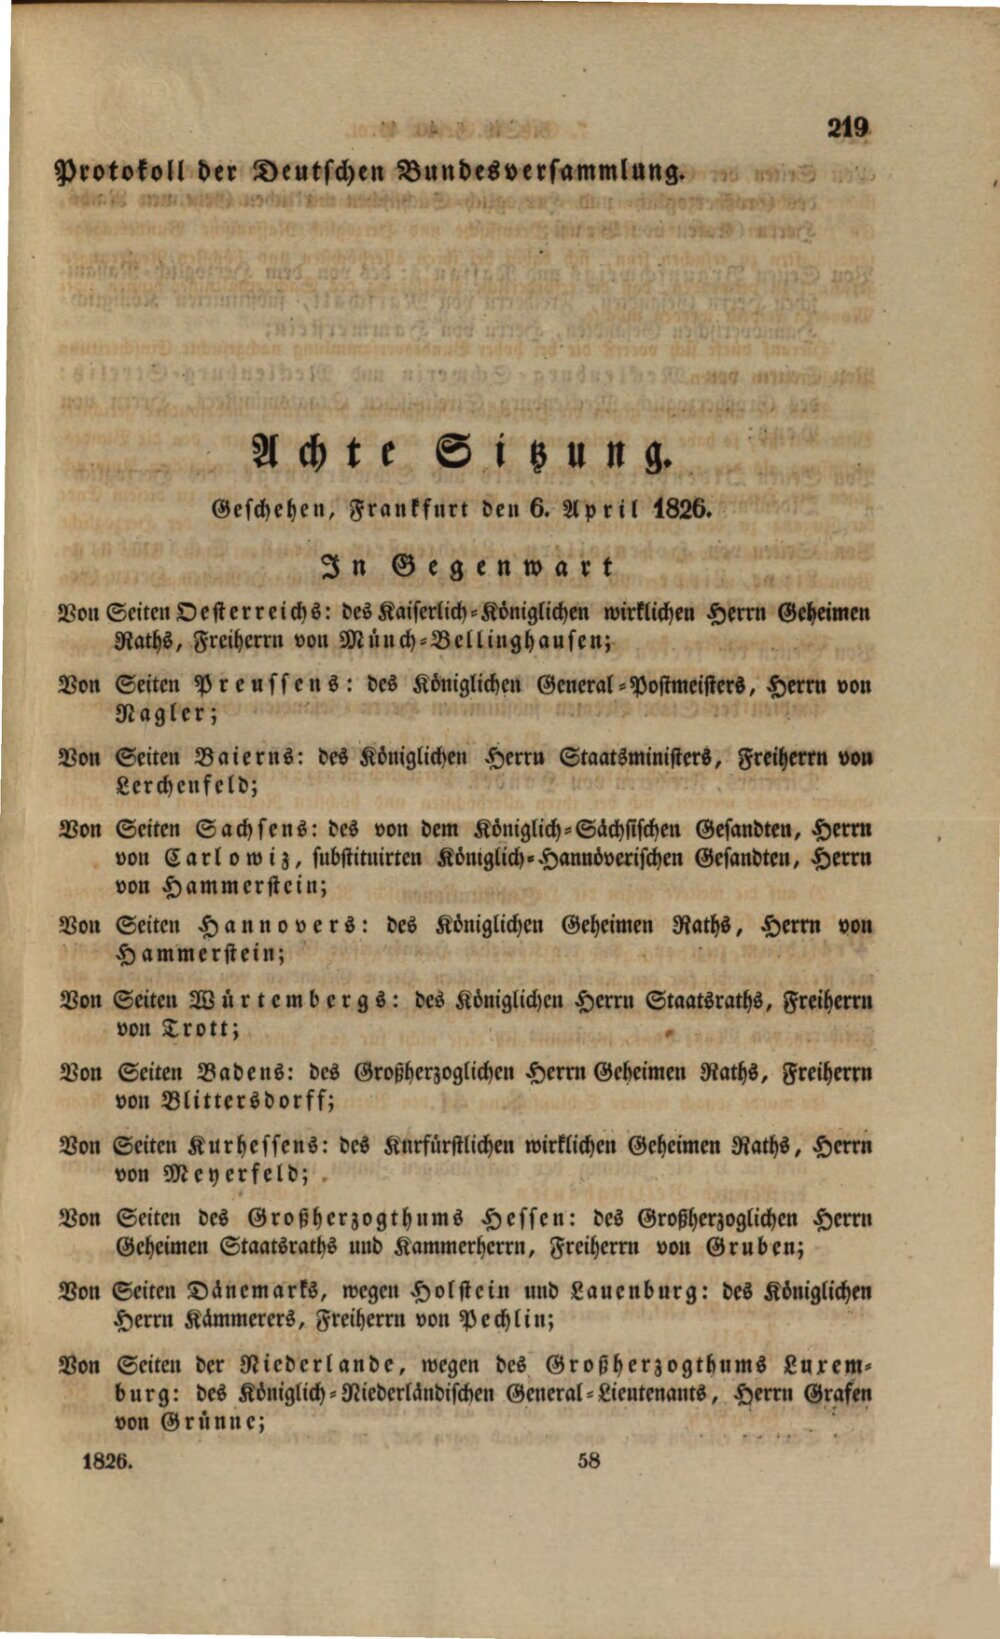 219
Protokoll der Deutschen Bundesversammlung.
Achte Sitzung.
Geschehen, Frankfurt den 6. April 1826.
In Gegenwart
Von Seiten Oesterreichs: des Kaiserlich-Königlichen wirklichen Herrn Geheimen
Raths, Freiherrn von Münch-Bellinghausen;
Von Seiten Preussens: des Königlichen General-Postmeisters, Herrn von
Nagler;
Von Seiten Baierns: des Königlichen Herrn Staatsministers, Freiherrn von
Lerchenfeld;
Von Seiten Sachsens: des von dem Königlich-Sächsischen Gesandten, Herrn
von Carlowiz, substituirten Königlich-Hannöverischen Gesandten, Herrn
von Hammerstein;
Von Seiten Hannovers: des Königlichen Geheimen Raths, Herrn von
Hammerstein;
Von Seiten Würtembergs: des Königlichen Herrn Staatsraths, Freiherrn
von Trott;
Von Seiten Badens: des Großherzoglichen Herrn Geheimen Raths, Freiherrn
von Blittersdorff;
Von Seiten Kurhessens: des Kurfürstlichen wirklichen Geheimen Raths, Herrn
von Meyerfeld;
Von Seiten des Großherzogthums Hessen: des Großherzoglichen Herrn
Geheimen Staatsraths und Kammerherrn, Freiherrn von Gruben;
Von Seiten Dänemarks, wegen Holstein und Lauenburg: des Königlichen
Herrn Kämmerers, Freiherrn von Pechlin;
Von Seiten der Niederlande, wegen des Großherzogthums Luxem-
burg: des Königlich-Niederländischen General-Lieutenants, Herrn Grafen
von Grünne;
1826. 58